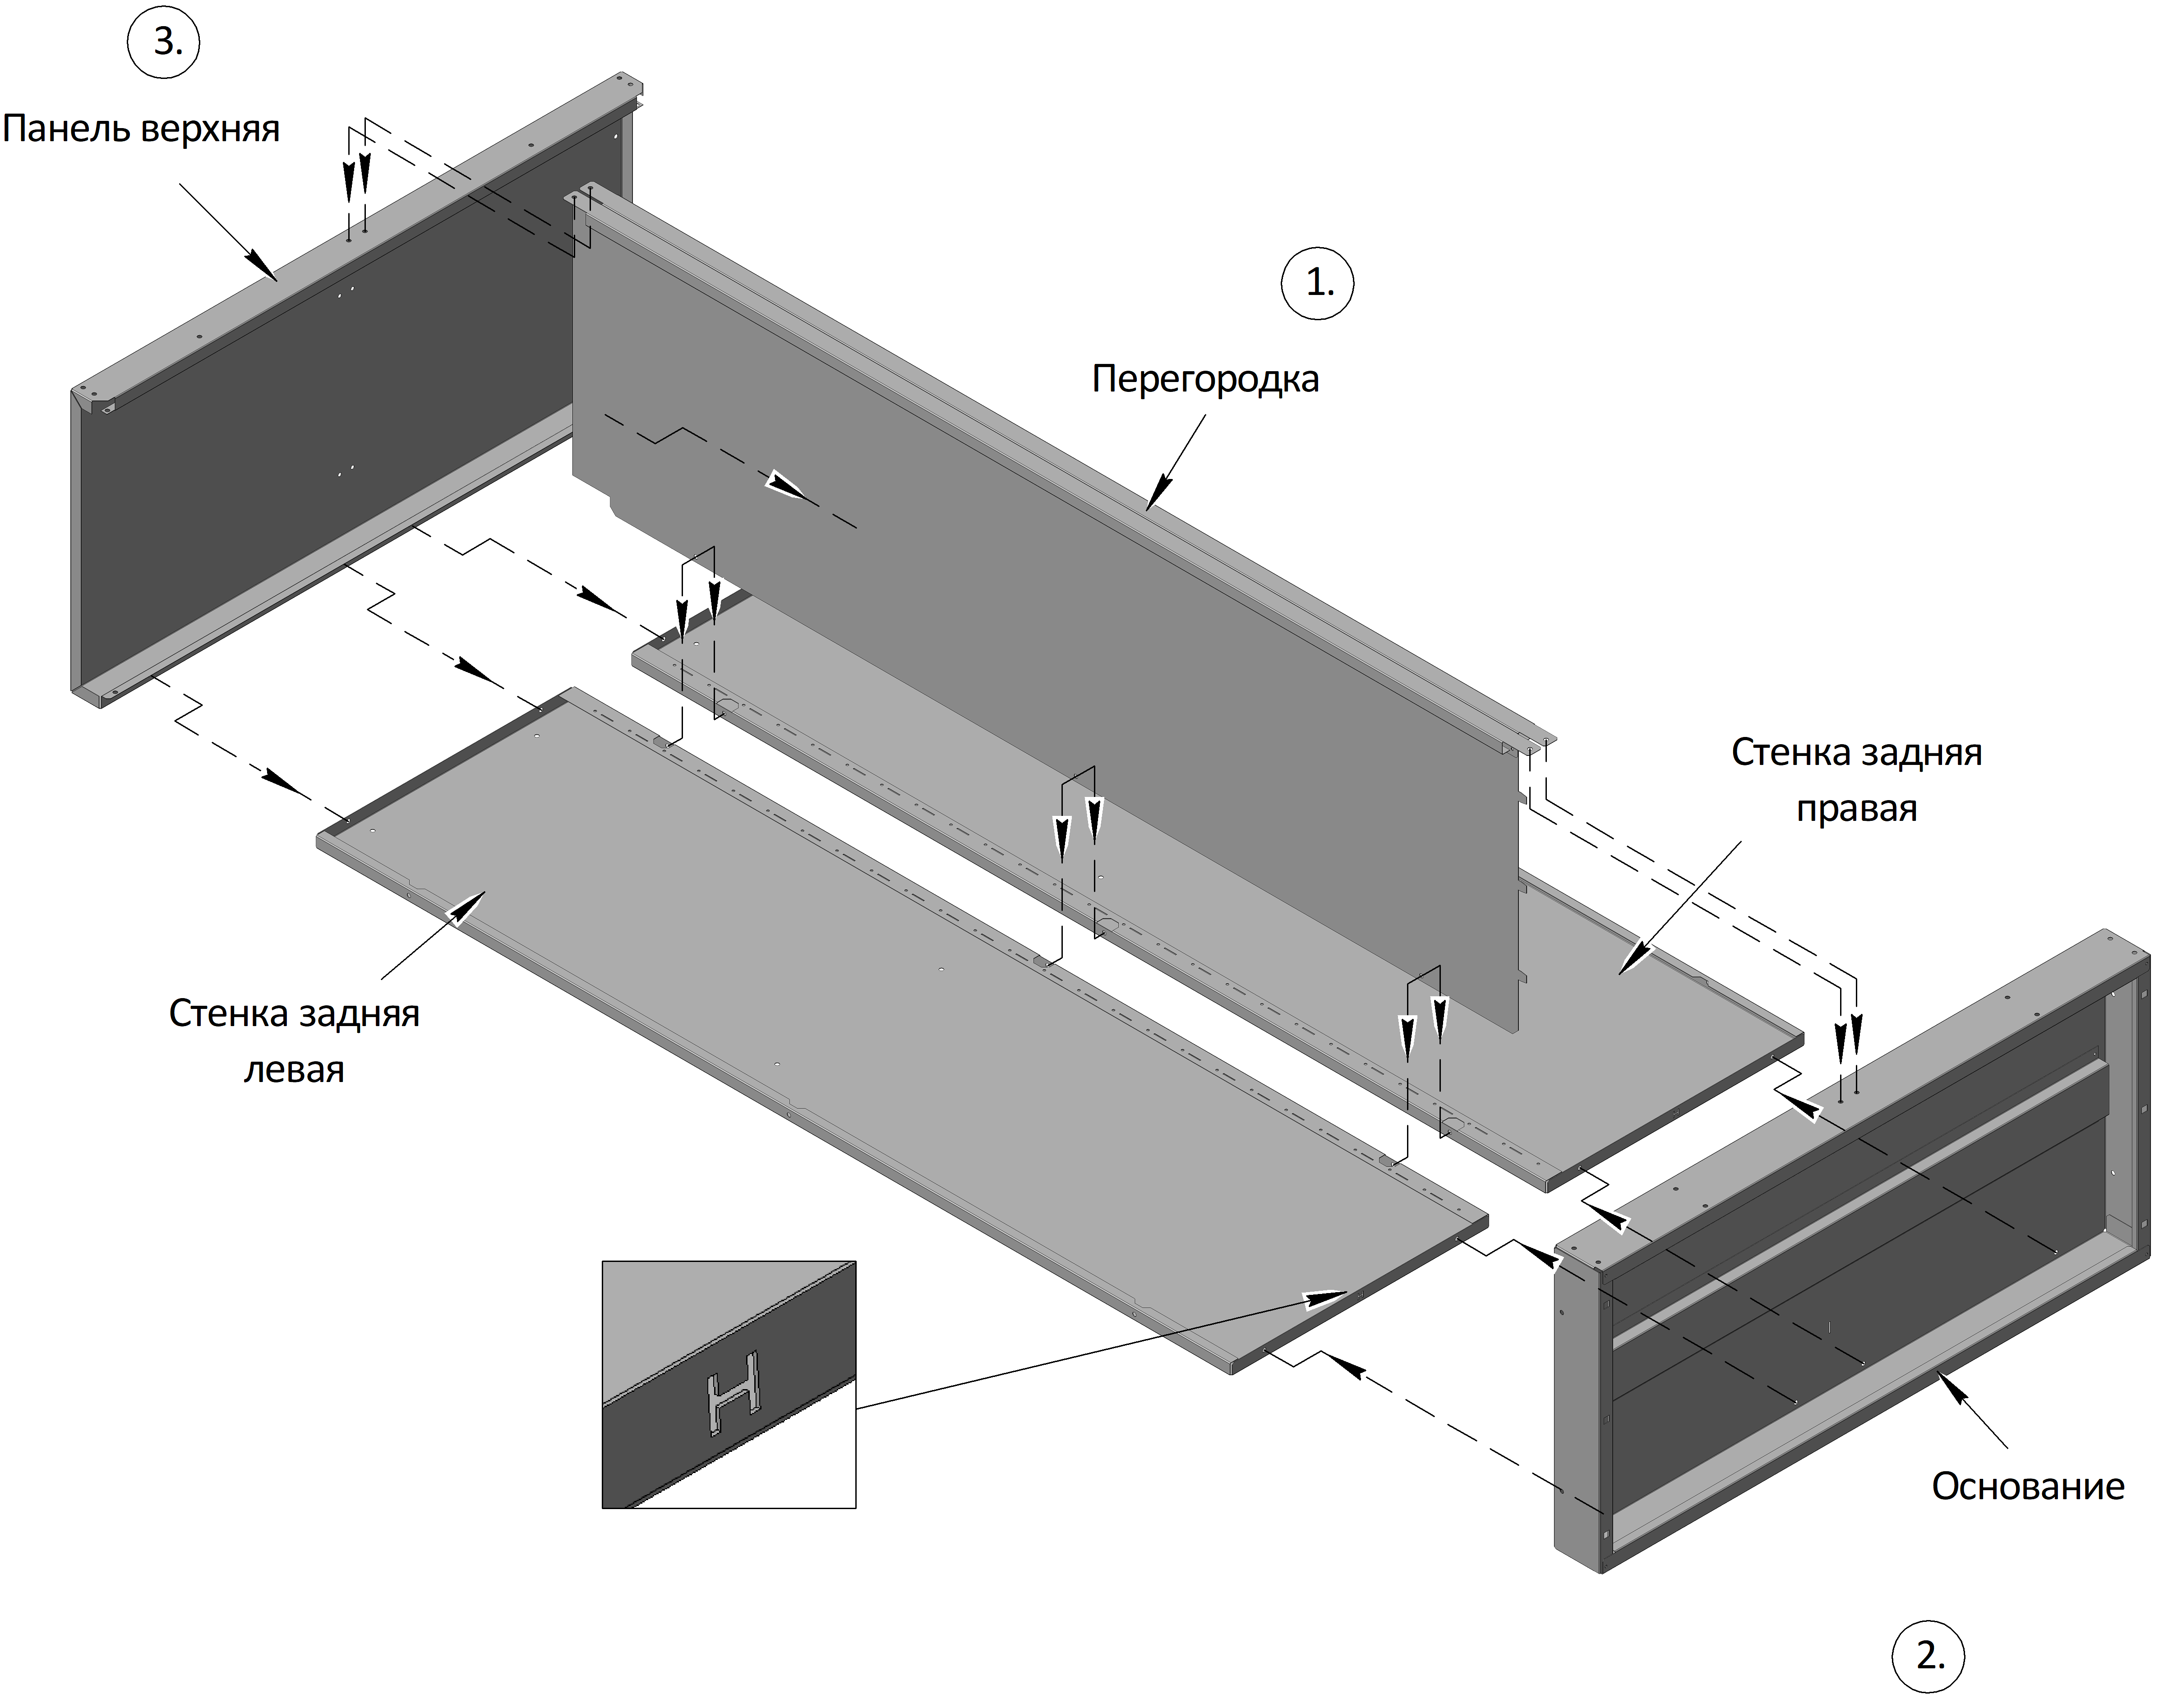 3.
Панель верхняя
1.
Перегородка
Стенка задняя
правая
Стенка задняя
левая
Н
Основание
2.